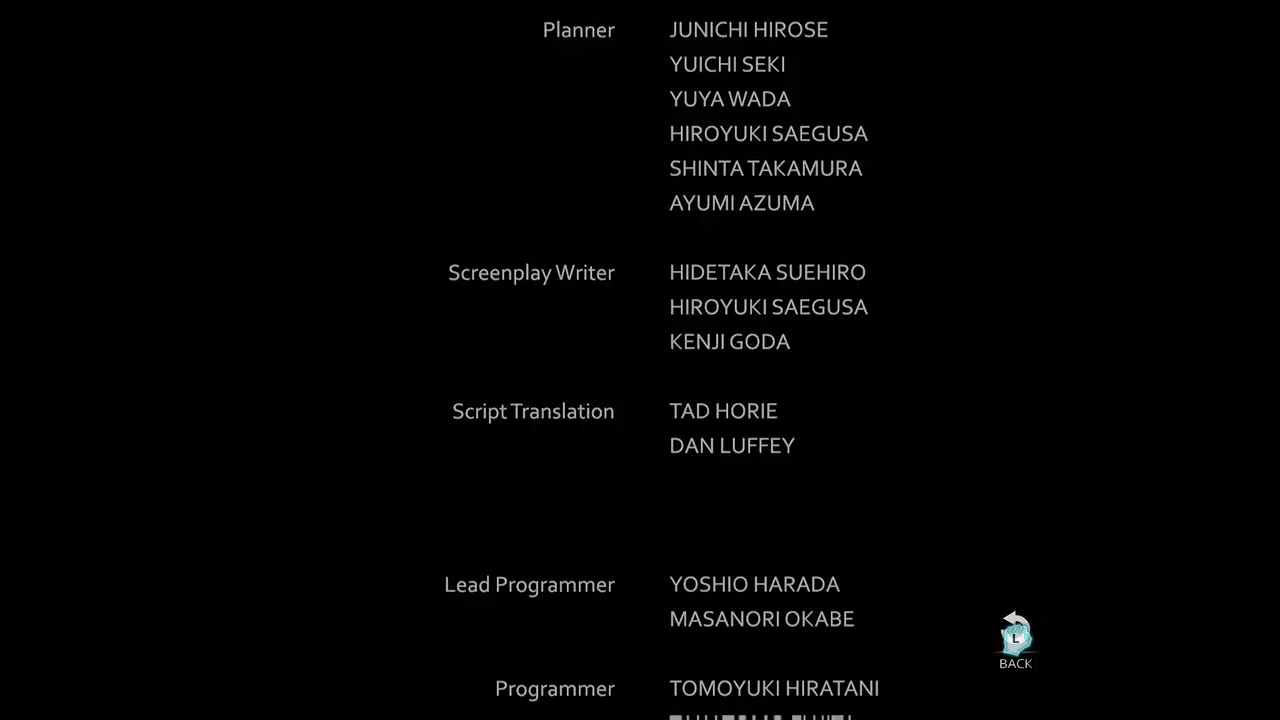 Planner JUNICHI HIROSE
YUICHI SEKI
YUYA WADA
HIROYUKI SAEGUSA
SHINTA TAKAMURA
AYUMI AZUMA
Screenplay Writer HIDETAKA SUEHIRO
HIROYUKI SAEGUSA
KENJI GODA
Script Translation TAD HORIE
DAN LUFFEY
Lead Programmer YOSHIO HARADA
MASANORI OKABE
L
BACK
Programmer TOMOYUKI HIRATANI